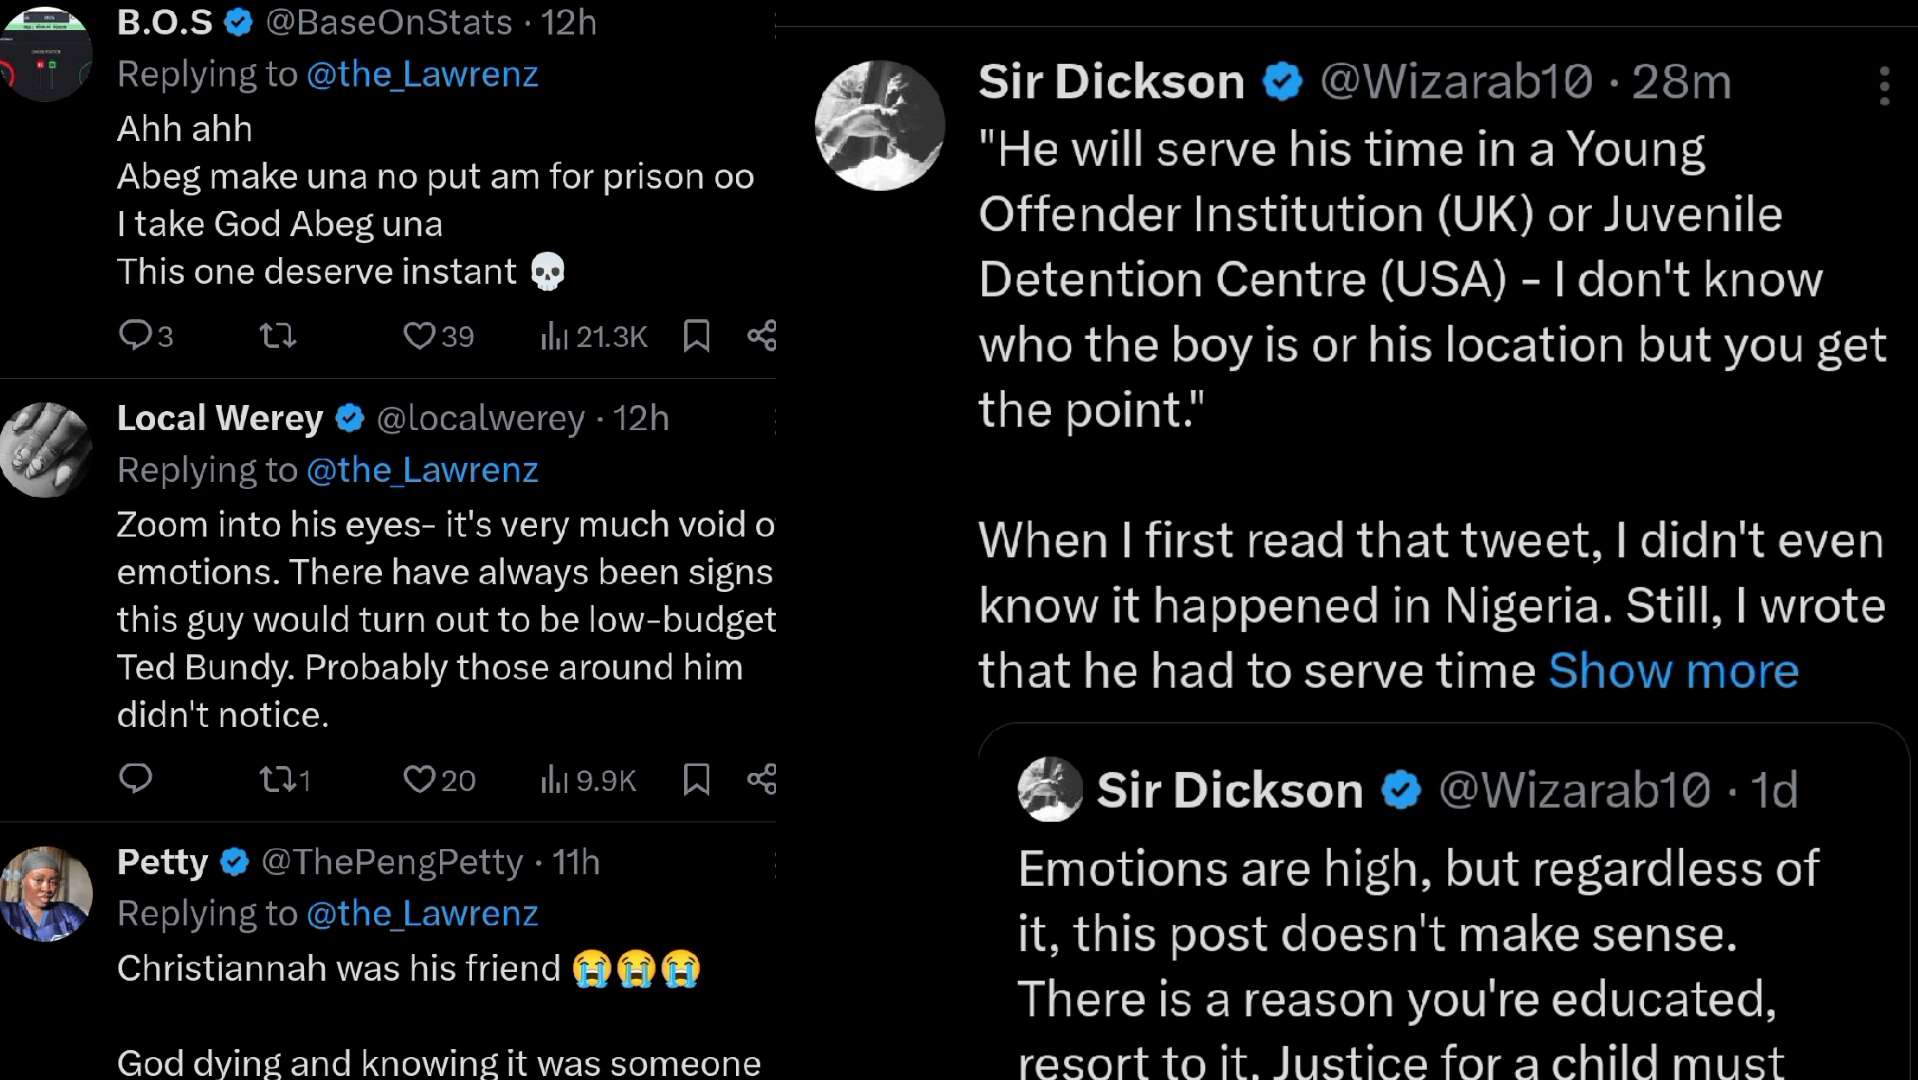 B.O.S @BaseOnStats · 12h
Replying to @the_Lawrenz
Ahh ahh
Abeg make una no put am for prison oo
I take God Abeg una
This one deserve instant 💀
3 39 21.3K
Local Werey @localwerey · 12h
Replying to @the_Lawrenz
Zoom into his eyes- it's very much void o
emotions. There have always been signs
this guy would turn out to be low-budget
Ted Bundy. Probably those around him
didn't notice.
1 20 9.9K
Petty @ThePengPetty · 11h
Replying to @the_Lawrenz
Christiannah was his friend 😭😭😭
God dying and knowing it was someone
Sir Dickson @Wizarab10 · 28m
"He will serve his time in a Young
Offender Institution (UK) or Juvenile
Detention Centre (USA) - I don't know
who the boy is or his location but you get
the point."
When I first read that tweet, I didn't even
know it happened in Nigeria. Still, I wrote
that he had to serve time Show more
Sir Dickson @Wizarab10 · 1d
Emotions are high, but regardless of
it, this post doesn't make sense.
There is a reason you're educated,
resort to it. Justice for a child must